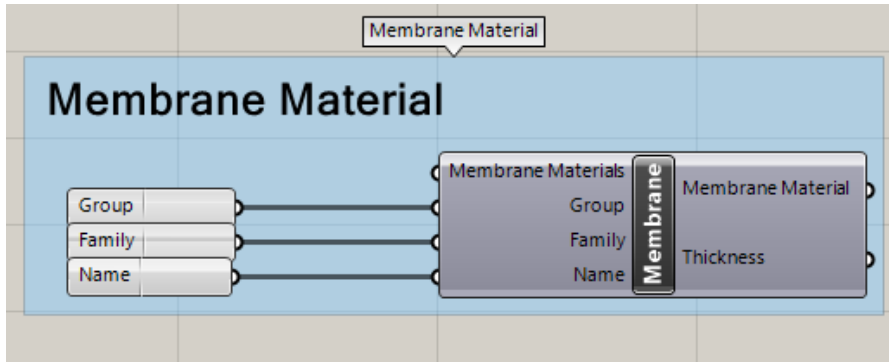 Membrane Material
Membrane Material
Group
Family
Name
Membrane Materials
Group
Family
Name
Membrane
Membrane Material
Thickness